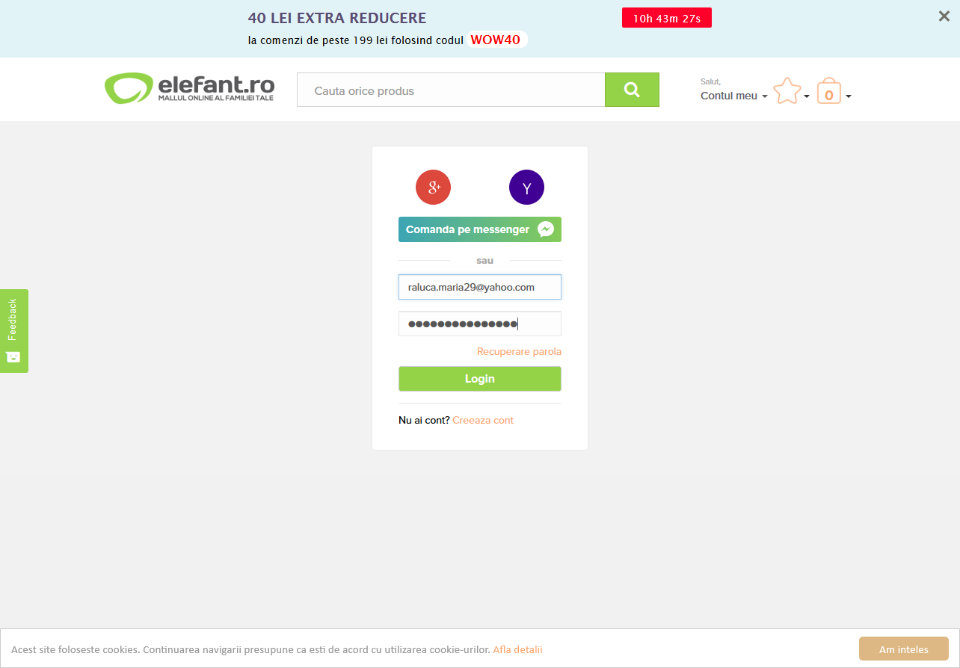 40 LEI EXTRA REDUCERE
10h 43m 27s
la comenzi de peste 199 lei folosind codul WOW40
elefant.ro
MALLUL ONLINE AL FAMILIEI TALE
Cauta orice produs
Salut,
Contul meu
0
g+
Y
Comanda pe messenger
sau
raluca.maria29@yahoo.com
Feedback
Recuperare parola
Login
Nu ai cont? Creeaza cont
Acest site foloseste cookies. Continuarea navigarii presupune ca esti de acord cu utilizarea cookie-urilor. Afla detalii
Am inteles